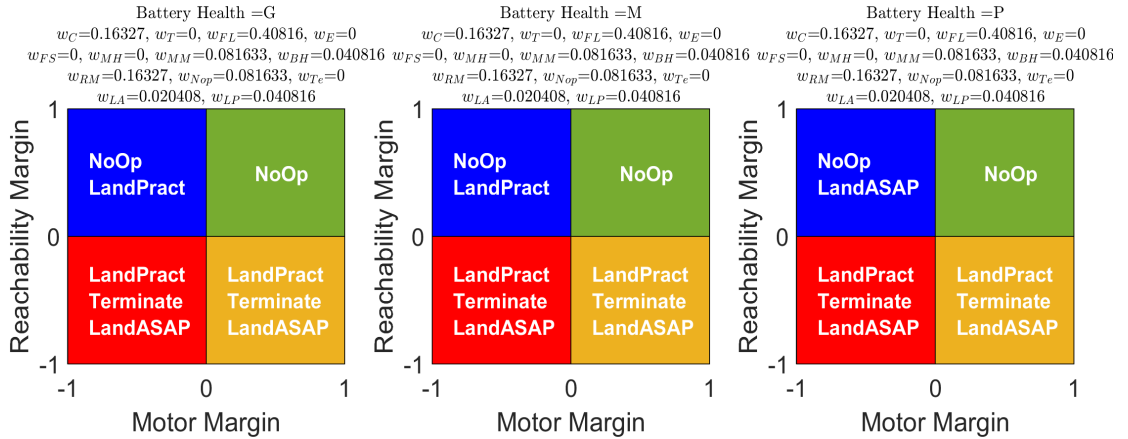 Battery Health =G
w_C=0.16327, w_T=0, w_FL=0.40816, w_E=0
w_FS=0, w_MH=0, w_MM=0.081633, w_BH=0.040816
w_RM=0.16327, w_Nop=0.081633, w_Te=0
w_LA=0.020408, w_LP=0.040816
1
0
-1
Reachability Margin
NoOp
LandPract
NoOp
LandPract
Terminate
LandASAP
LandPract
Terminate
LandASAP
-1 0 1
Motor Margin
Battery Health =M
w_C=0.16327, w_T=0, w_FL=0.40816, w_E=0
w_FS=0, w_MH=0, w_MM=0.081633, w_BH=0.040816
w_RM=0.16327, w_Nop=0.081633, w_Te=0
w_LA=0.020408, w_LP=0.040816
1
0
-1
Reachability Margin
NoOp
LandPract
NoOp
LandPract
Terminate
LandASAP
LandPract
Terminate
LandASAP
-1 0 1
Motor Margin
Battery Health =P
w_C=0.16327, w_T=0, w_FL=0.40816, w_E=0
w_FS=0, w_MH=0, w_MM=0.081633, w_BH=0.040816
w_RM=0.16327, w_Nop=0.081633, w_Te=0
w_LA=0.020408, w_LP=0.040816
1
0
-1
Reachability Margin
NoOp
LandASAP
NoOp
LandPract
Terminate
LandASAP
LandPract
Terminate
LandASAP
-1 0 1
Motor Margin